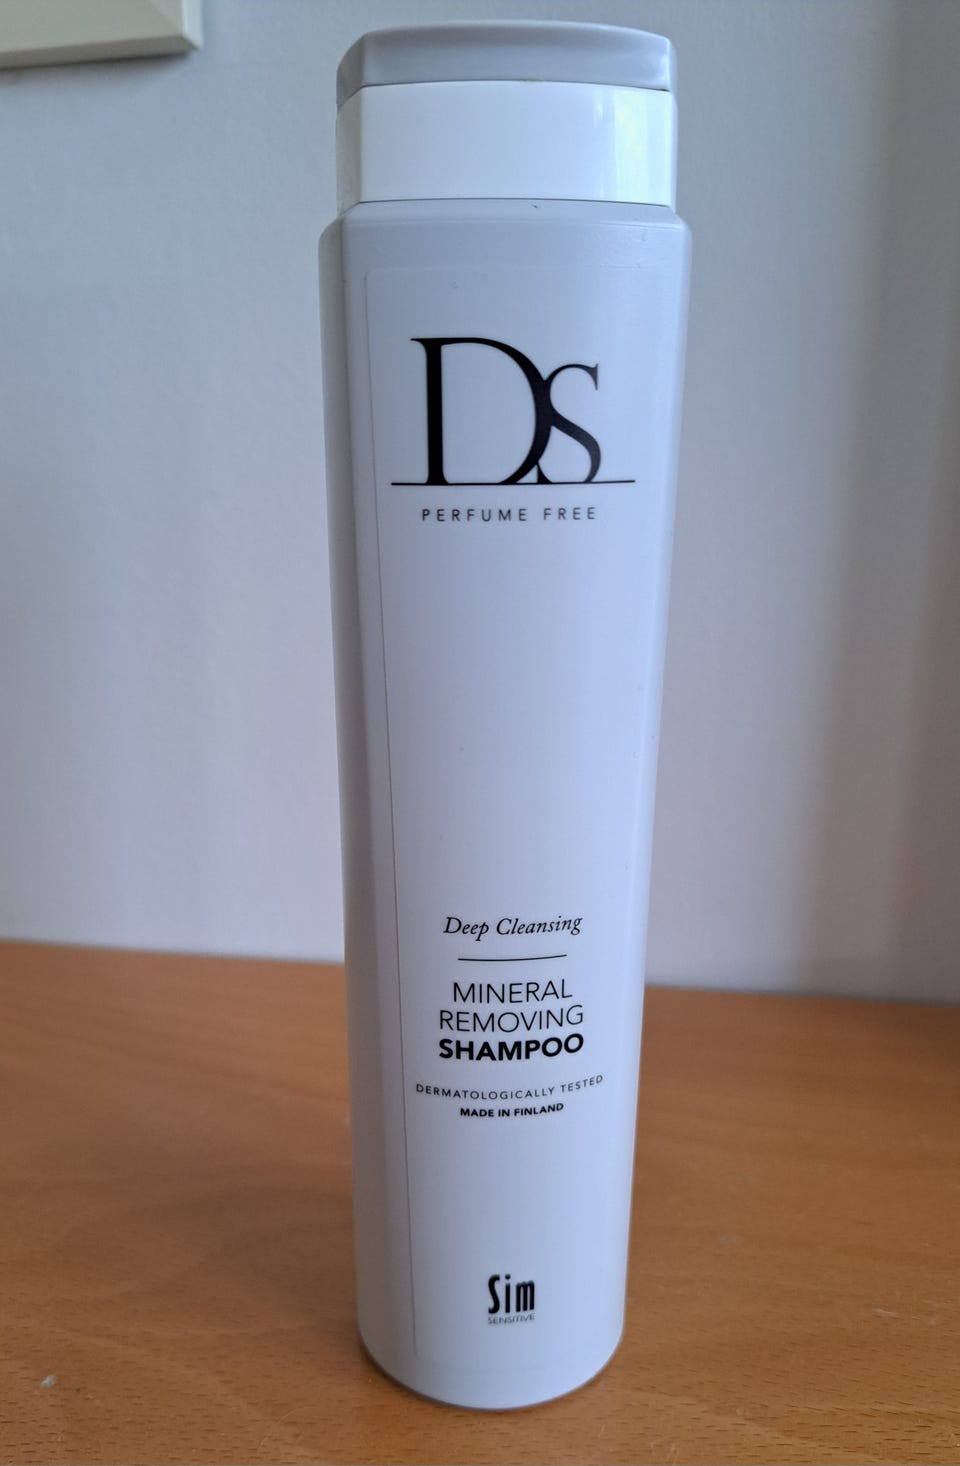 DS
PERFUME FREE
Deep Cleansing
MINERAL
REMOVING
SHAMPOO
DERMATOLOGICALLY TESTED
MADE IN FINLAND
Sim
SENSITIVE